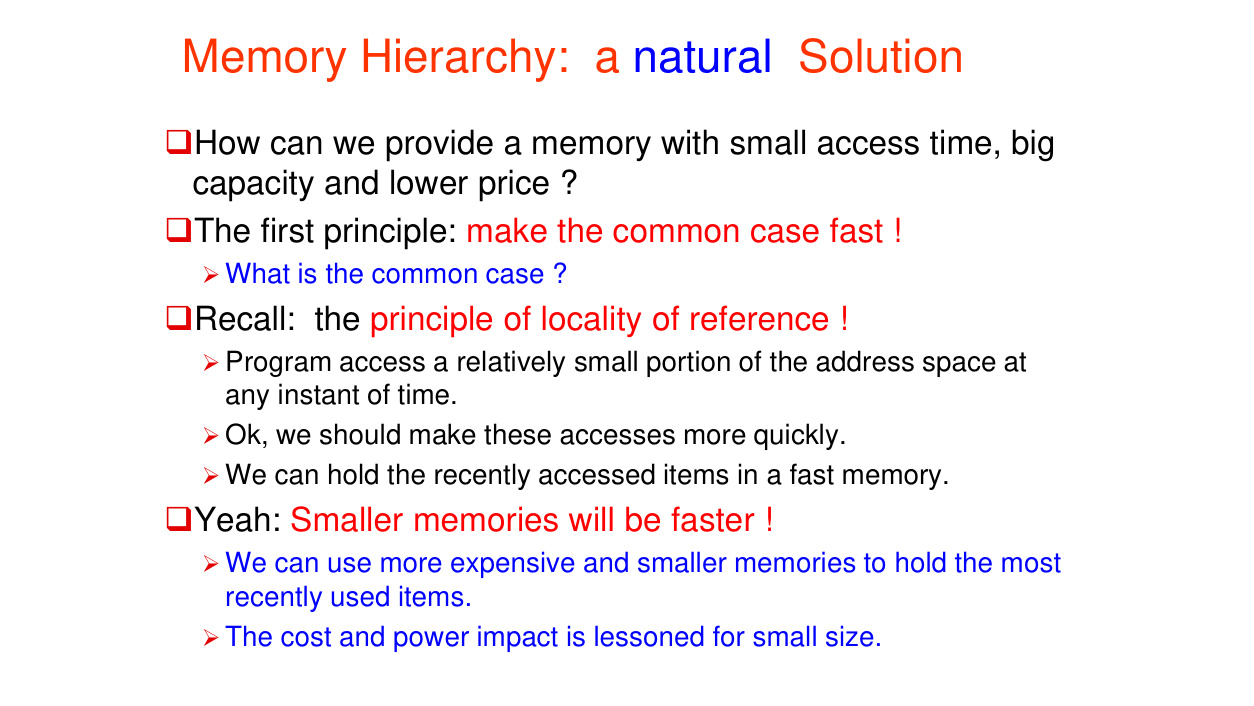 Memory Hierarchy:  a natural  Solution
❑How can we provide a memory with small access time, big
capacity and lower price ?
❑The first principle: make the common case fast !
➢What is the common case ?
❑Recall:  the principle of locality of reference !
➢Program access a relatively small portion of the address space at
any instant of time.
➢Ok, we should make these accesses more quickly.
➢We can hold the recently accessed items in a fast memory.
❑Yeah: Smaller memories will be faster !
➢We can use more expensive and smaller memories to hold the most
recently used items.
➢The cost and power impact is lessoned for small size.